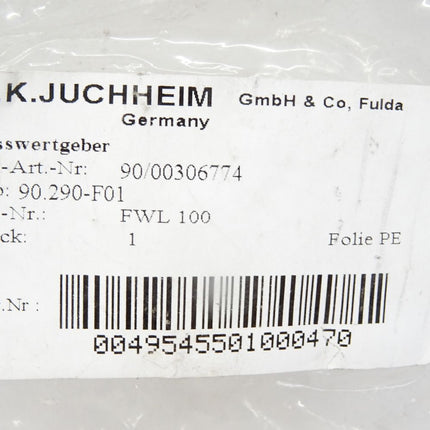 .K.JUCHHEIM GmbH & Co, Fulda
Germany
sswertgeber
-Art.-Nr: 90/00306774
: 90.290-F01
-Nr.: FWL 100
ck: 1 Folie PE
.Nr :
0049545501000470